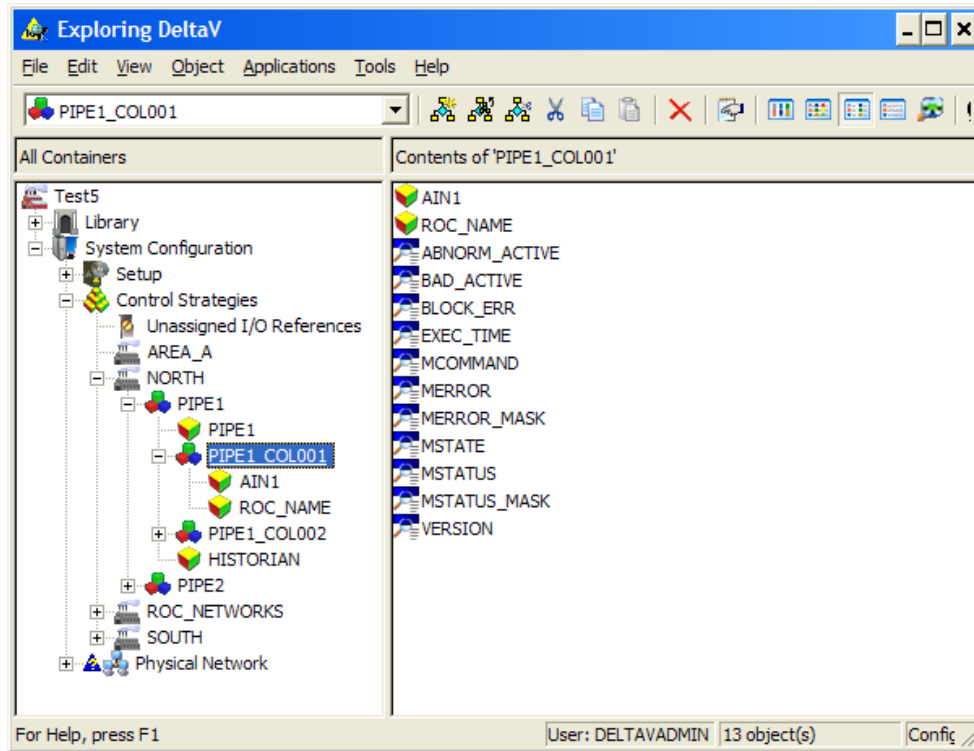 Exploring DeltaV
File Edit View Object Applications Tools Help
PIPE1_COL001
All Containers
Contents of 'PIPE1_COL001'
Test5
Library
System Configuration
Setup
Control Strategies
Unassigned I/O References
AREA_A
NORTH
PIPE1
PIPE1
PIPE1_COL001
AIN1
ROC_NAME
PIPE1_COL002
HISTORIAN
PIPE2
ROC_NETWORKS
SOUTH
Physical Network
AIN1
ROC_NAME
ABNORM_ACTIVE
BAD_ACTIVE
BLOCK_ERR
EXEC_TIME
MCOMMAND
MERROR
MERROR_MASK
MSTATE
MSTATUS
MSTATUS_MASK
VERSION
For Help, press F1
User: DELTAVADMIN
13 object(s)